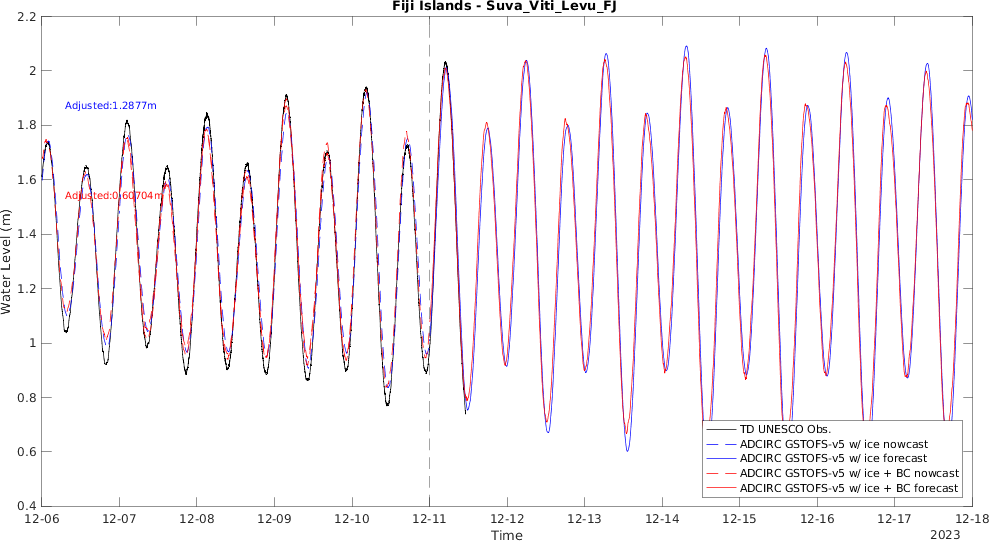 Fiji Islands - Suva_Viti_Levu_FJ
2.2
2
1.8
1.6
1.4
1.2
1
0.8
0.6
0.4
Water Level (m)
Adjusted:1.2877m
Adjusted:0.60704m
TD UNESCO Obs.
ADCIRC GSTOFS-v5 w/ ice nowcast
ADCIRC GSTOFS-v5 w/ ice forecast
ADCIRC GSTOFS-v5 w/ ice + BC nowcast
ADCIRC GSTOFS-v5 w/ ice + BC forecast
12-06 12-07 12-08 12-09 12-10 12-11 12-12 12-13 12-14 12-15 12-16 12-17 12-18
Time
2023